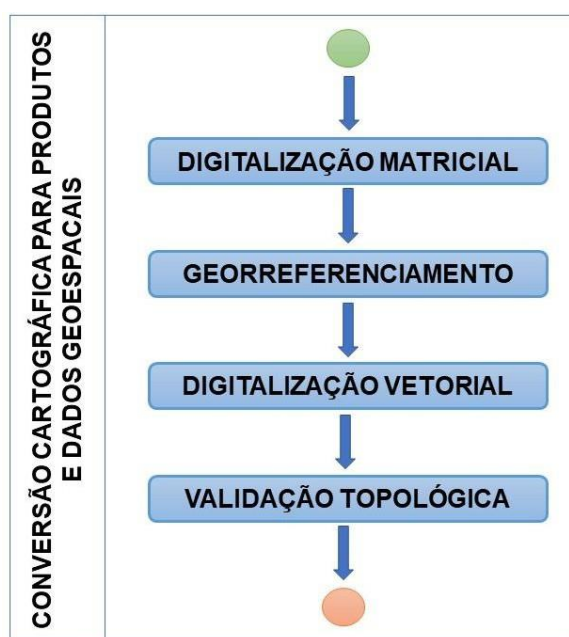 CONVERSÃO CARTOGRÁFICA PARA PRODUTOS
E DADOS GEOESPACAIS
DIGITALIZAÇÃO MATRICIAL
GEORREFERENCIAMENTO
DIGITALIZAÇÃO VETORIAL
VALIDAÇÃO TOPOLÓGICA